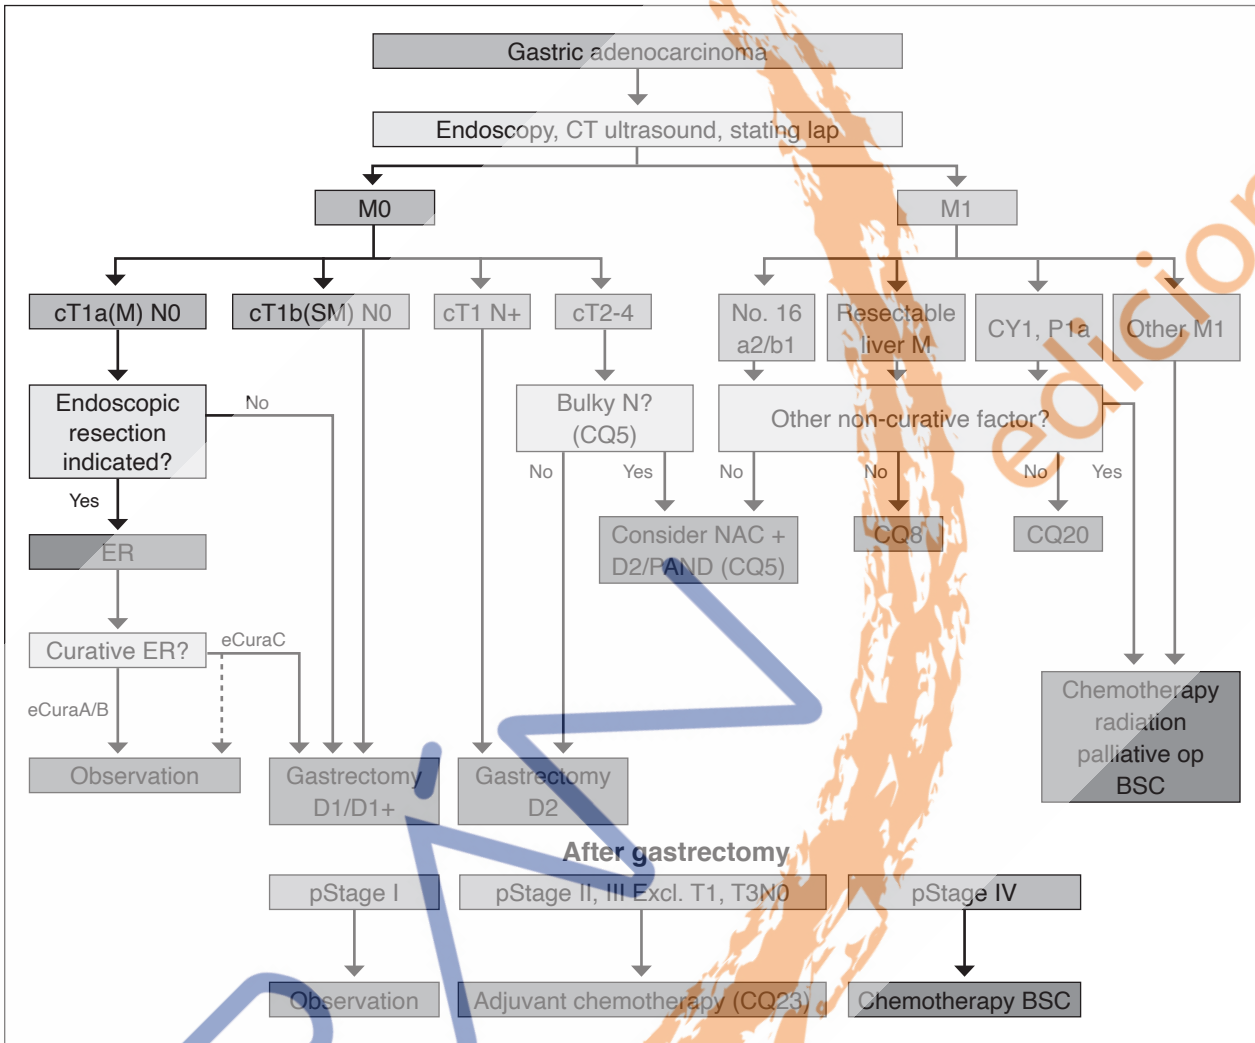 Gastric adenocarcinoma
Endoscopy, CT ultrasound, stating lap
M0
M1
cT1a(M) N0
cT1b(SM) N0
cT1 N+
cT2-4
No. 16
a2/b1
Resectable
liver M
CY1, P1a
Other M1
Endoscopic
resection
indicated?
No
Bulky N?
(CQ5)
Other non-curative factor?
Yes
No
Yes
No
No
No
Yes
ER
Consider NAC +
D2/PAND (CQ5)
CQ8
CQ20
Curative ER?
eCuraC
eCuraA/B
Chemotherapy
radiation
palliative op
BSC
Observation
Gastrectomy
D1/D1+
Gastrectomy
D2
After gastrectomy
pStage I
pStage II, III Excl. T1, T3N0
pStage IV
Observation
Adjuvant chemotherapy (CQ23)
Chemotherapy BSC